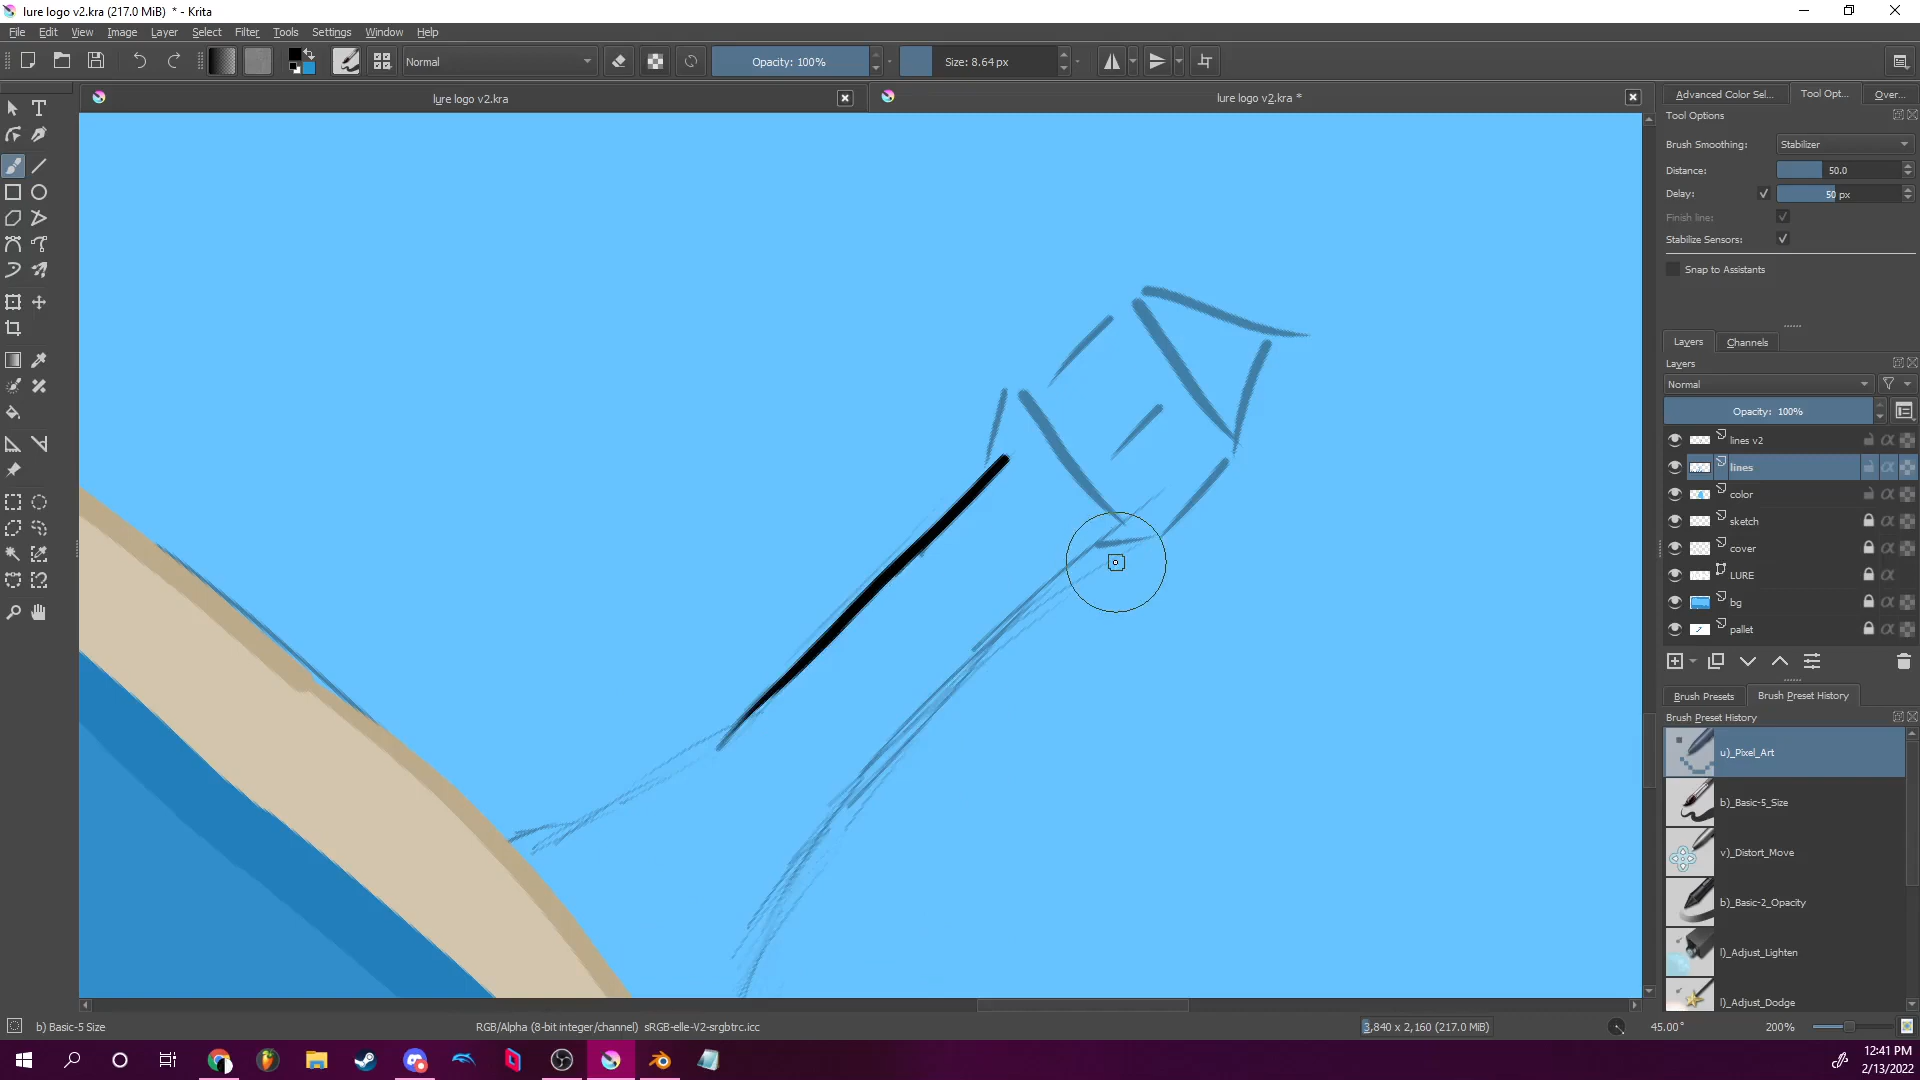 lure logo v2.kra (217.0 MiB)  * - Krita
File Edit View Image Layer Select Filter Tools Settings Window Help
Normal
Opacity: 100%
Size: 8.64 px
lure logo v2.kra
lure logo v2.kra *
Advanced Color Sel...
Tool Opt...
Over...
Tool Options
Brush Smoothing: Stabilizer
Distance: 50.0
Delay: 50 px
Finish line:
Stabilize Sensors:
Snap to Assistants
Layers
Channels
Layers
Normal
Opacity: 100%
lines v2
lines
color
sketch
cover
LURE
bg
pallet
Brush Presets
Brush Preset History
Brush Preset History
u)_Pixel_Art
b)_Basic-5_Size
v)_Distort_Move
b)_Basic-2_Opacity
l)_Adjust_Lighten
l)_Adjust_Dodge
b) Basic-5 Size
RGB/Alpha (8-bit integer/channel)  sRGB-elle-V2-srgbtrc.icc
3,840 x 2,160 (217.0 MiB)
45.00°
200%
12:41 PM
2/13/2022